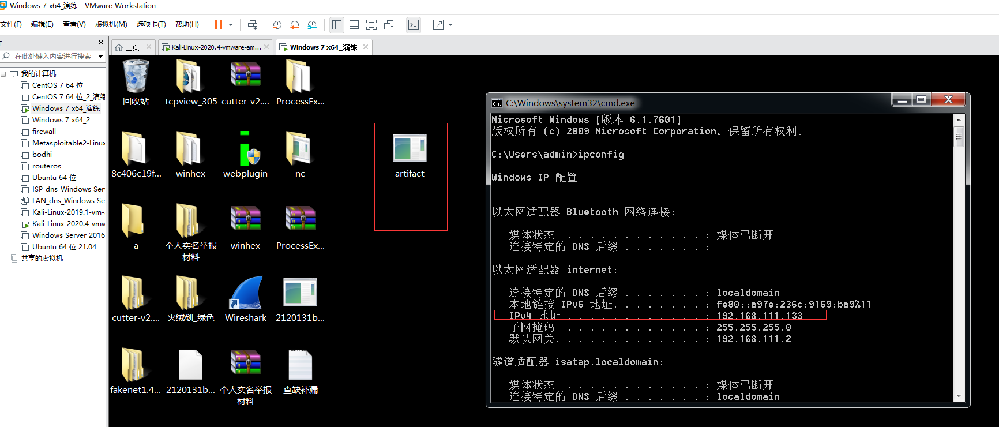 Windows 7 x64_演练 - VMware Workstation
文件(F) 编辑(E) 查看(V) 虚拟机(M) 选项卡(T) 帮助(H)
主页 Kali-Linux-2020.4-vmware-am... Windows 7 x64_演练
在此处键入内容进行搜索
我的计算机
CentOS 7 64 位
CentOS 7 64 位_2_演练
Windows 7 x64_演练
Windows 7 x64_2
firewall
Metasploitable2-Linux
bodhi
routeros
Ubuntu 64 位
ISP_dns_Windows Ser
LAN_dns_Windows Se
Kali-Linux-2019.1-vm-
Kali-Linux-2020.4-vmw
Windows Server 2016
Ubuntu 64 位 21.04
共享的虚拟机
回收站 tcpview_305 cutter-v2.... ProcessEx...
8c406c19f... winhex webplugin nc artifact
a 个人实名举报材料 winhex ProcessEx...
cutter-v2.... 火绒剑_绿色 Wireshark 2120131b...
fakenet1.4... 2120131b... 个人实名举报材料 查缺补漏
C:\Windows\system32\cmd.exe
Microsoft Windows [版本 6.1.7601]
版权所有 (c) 2009 Microsoft Corporation。保留所有权利。
C:\Users\admin>ipconfig
Windows IP 配置
以太网适配器 Bluetooth 网络连接:
媒体状态 . . . . . . . . . . . . : 媒体已断开
连接特定的 DNS 后缀 . . . . . . . :
以太网适配器 internet:
连接特定的 DNS 后缀 . . . . . . . : localdomain
本地链接 IPv6 地址. . . . . . . . : fe80::a97e:236c:9169:ba9%11
IPv4 地址 . . . . . . . . . . . . : 192.168.111.133
子网掩码 . . . . . . . . . . . . : 255.255.255.0
默认网关. . . . . . . . . . . . . : 192.168.111.2
隧道适配器 isatap.localdomain:
媒体状态 . . . . . . . . . . . . : 媒体已断开
连接特定的 DNS 后缀 . . . . . . . : localdomain